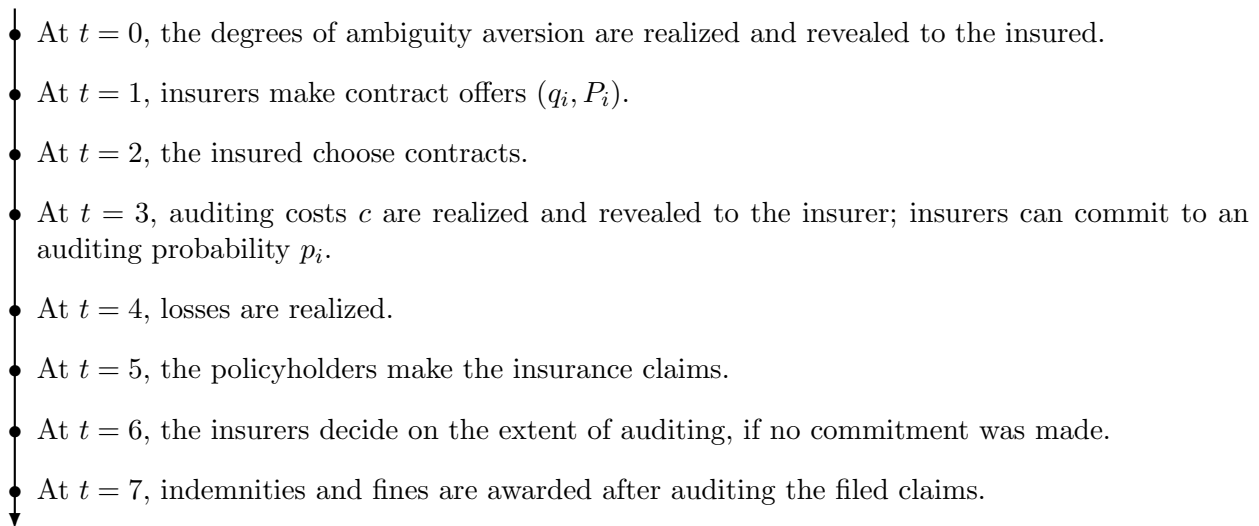 At t = 0, the degrees of ambiguity aversion are realized and revealed to the insured.
At t = 1, insurers make contract offers (qᵢ, Pᵢ).
At t = 2, the insured choose contracts.
At t = 3, auditing costs c are realized and revealed to the insurer; insurers can commit to an
auditing probability pᵢ.
At t = 4, losses are realized.
At t = 5, the policyholders make the insurance claims.
At t = 6, the insurers decide on the extent of auditing, if no commitment was made.
At t = 7, indemnities and fines are awarded after auditing the filed claims.